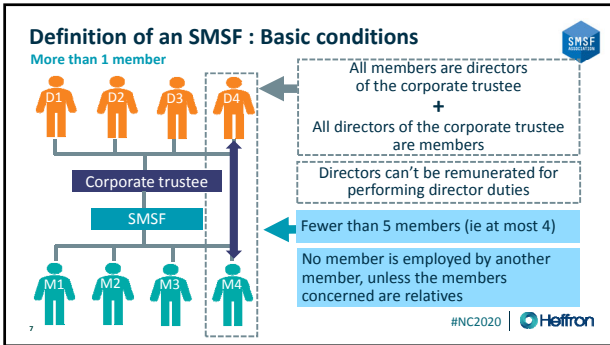 Definition of an SMSF : Basic conditions
More than 1 member
SMSF
ASSOCIATION
D1 D2 D3 D4
All members are directors
of the corporate trustee
+
All directors of the corporate trustee
are members
Directors can't be remunerated for
performing director duties
Corporate trustee
SMSF
Fewer than 5 members (ie at most 4)
No member is employed by another
member, unless the members
concerned are relatives
M1 M2 M3 M4
7
#NC2020 Heffron